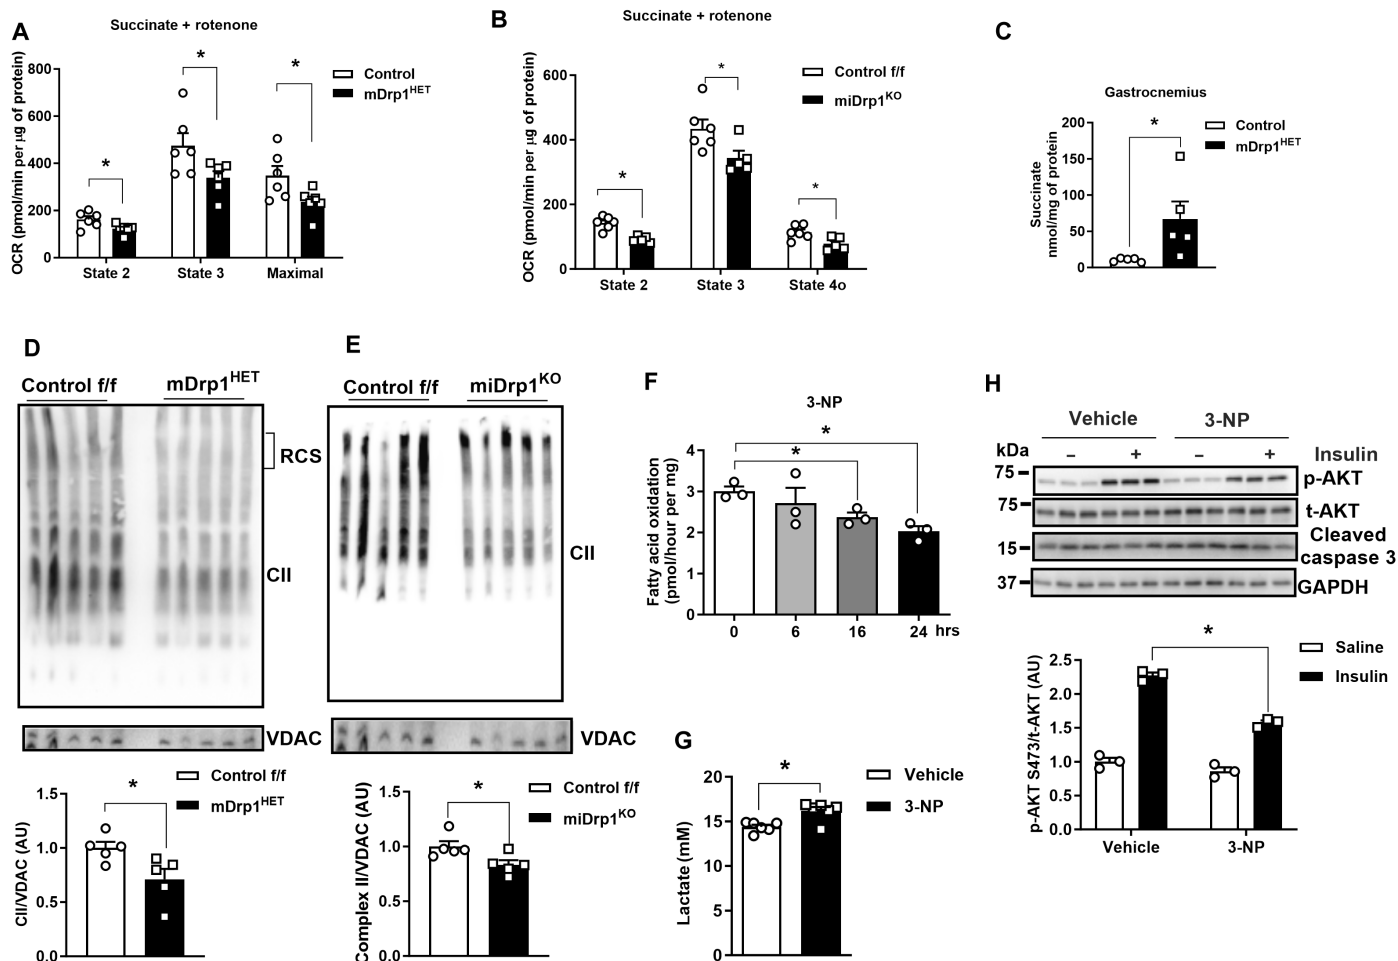 A
Succinate + rotenone
OCR (pmol/min per µg of protein)
800
600
400
200
0
*
*
*
Control
mDrp1HET
State 2
State 3
Maximal
B
Succinate + rotenone
OCR (pmol/min per µg of protein)
600
400
200
0
*
*
*
Control f/f
miDrp1KO
State 2
State 3
State 4o
C
Gastrocnemius
Succinate
nmol/mg of protein
200
150
100
50
0
*
Control
mDrp1HET
D
Control f/f
mDrp1HET
RCS
CII
VDAC
Control f/f
mDrp1HET
*
CII/VDAC (AU)
1.5
1.0
0.5
0.0
E
Control f/f
miDrp1KO
CII
VDAC
Control f/f
miDrp1KO
*
Complex II/VDAC (AU)
1.5
1.0
0.5
0.0
F
3-NP
Fatty acid oxidation
(pmol/hour per mg)
4
3
2
1
0
*
*
0
6
16
24
hrs
G
Lactate (mM)
20
15
10
5
0
*
Vehicle
3-NP
H
Vehicle
3-NP
kDa
–
+
–
+
Insulin
75
p-AKT
75
t-AKT
15
Cleaved
caspase 3
37
GAPDH
p-AKT S473/t-AKT (AU)
2.5
2.0
1.5
1.0
0.5
0.0
*
Saline
Insulin
Vehicle
3-NP